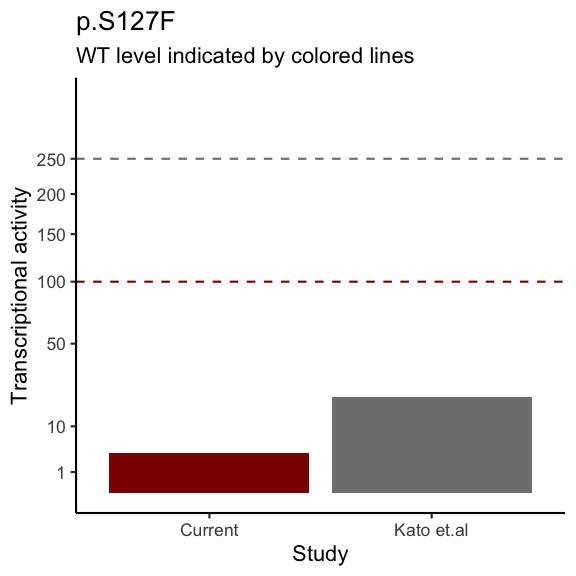 p.S127F
WT level indicated by colored lines
Transcriptional activity
250
200
150
100
50
10
1
Current
Kato et.al
Study